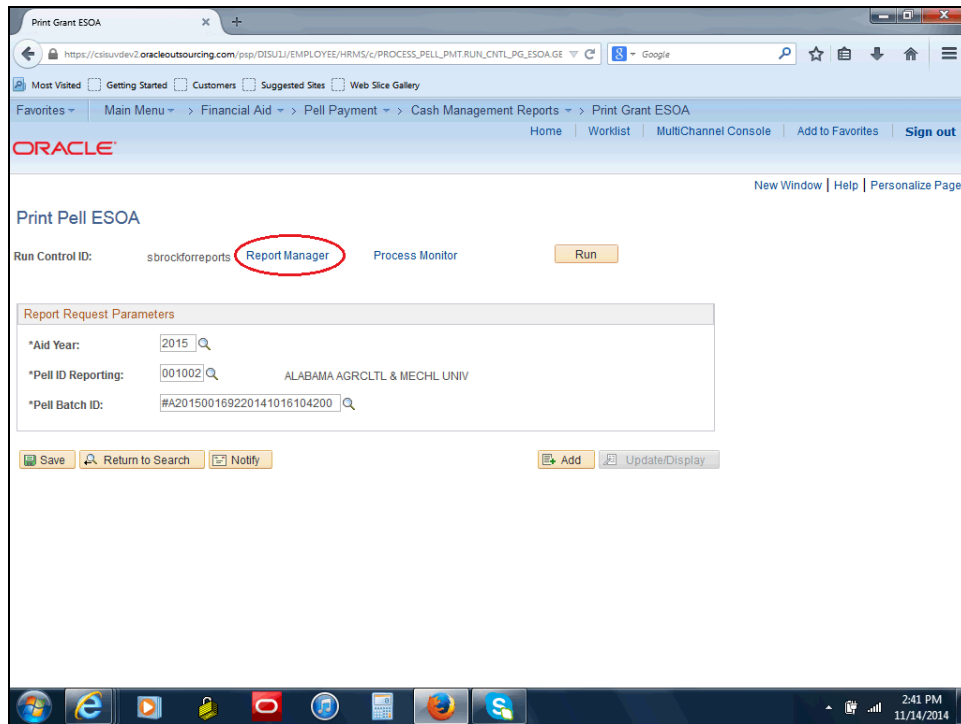 Print Grant ESOA
https://csisuvdev2.oracleoutsourcing.com/psp/DISU1J/EMPLOYEE/HRMS/c/PROCESS_PELL_PMT.RUN_CNTL_PG_ESOA.GE
Google
Most Visited Getting Started Customers Suggested Sites Web Slice Gallery
Favorites Main Menu > Financial Aid > Pell Payment > Cash Management Reports > Print Grant ESOA
Home Worklist MultiChannel Console Add to Favorites Sign out
ORACLE
New Window | Help | Personalize Page
Print Pell ESOA
Run Control ID: sbrockforreports Report Manager Process Monitor Run
Report Request Parameters
*Aid Year: 2015
*Pell ID Reporting: 001002 ALABAMA AGRCLTL & MECHL UNIV
*Pell Batch ID: #A201500169220141016104200
Save Return to Search Notify Add Update/Display
2:41 PM
11/14/2014